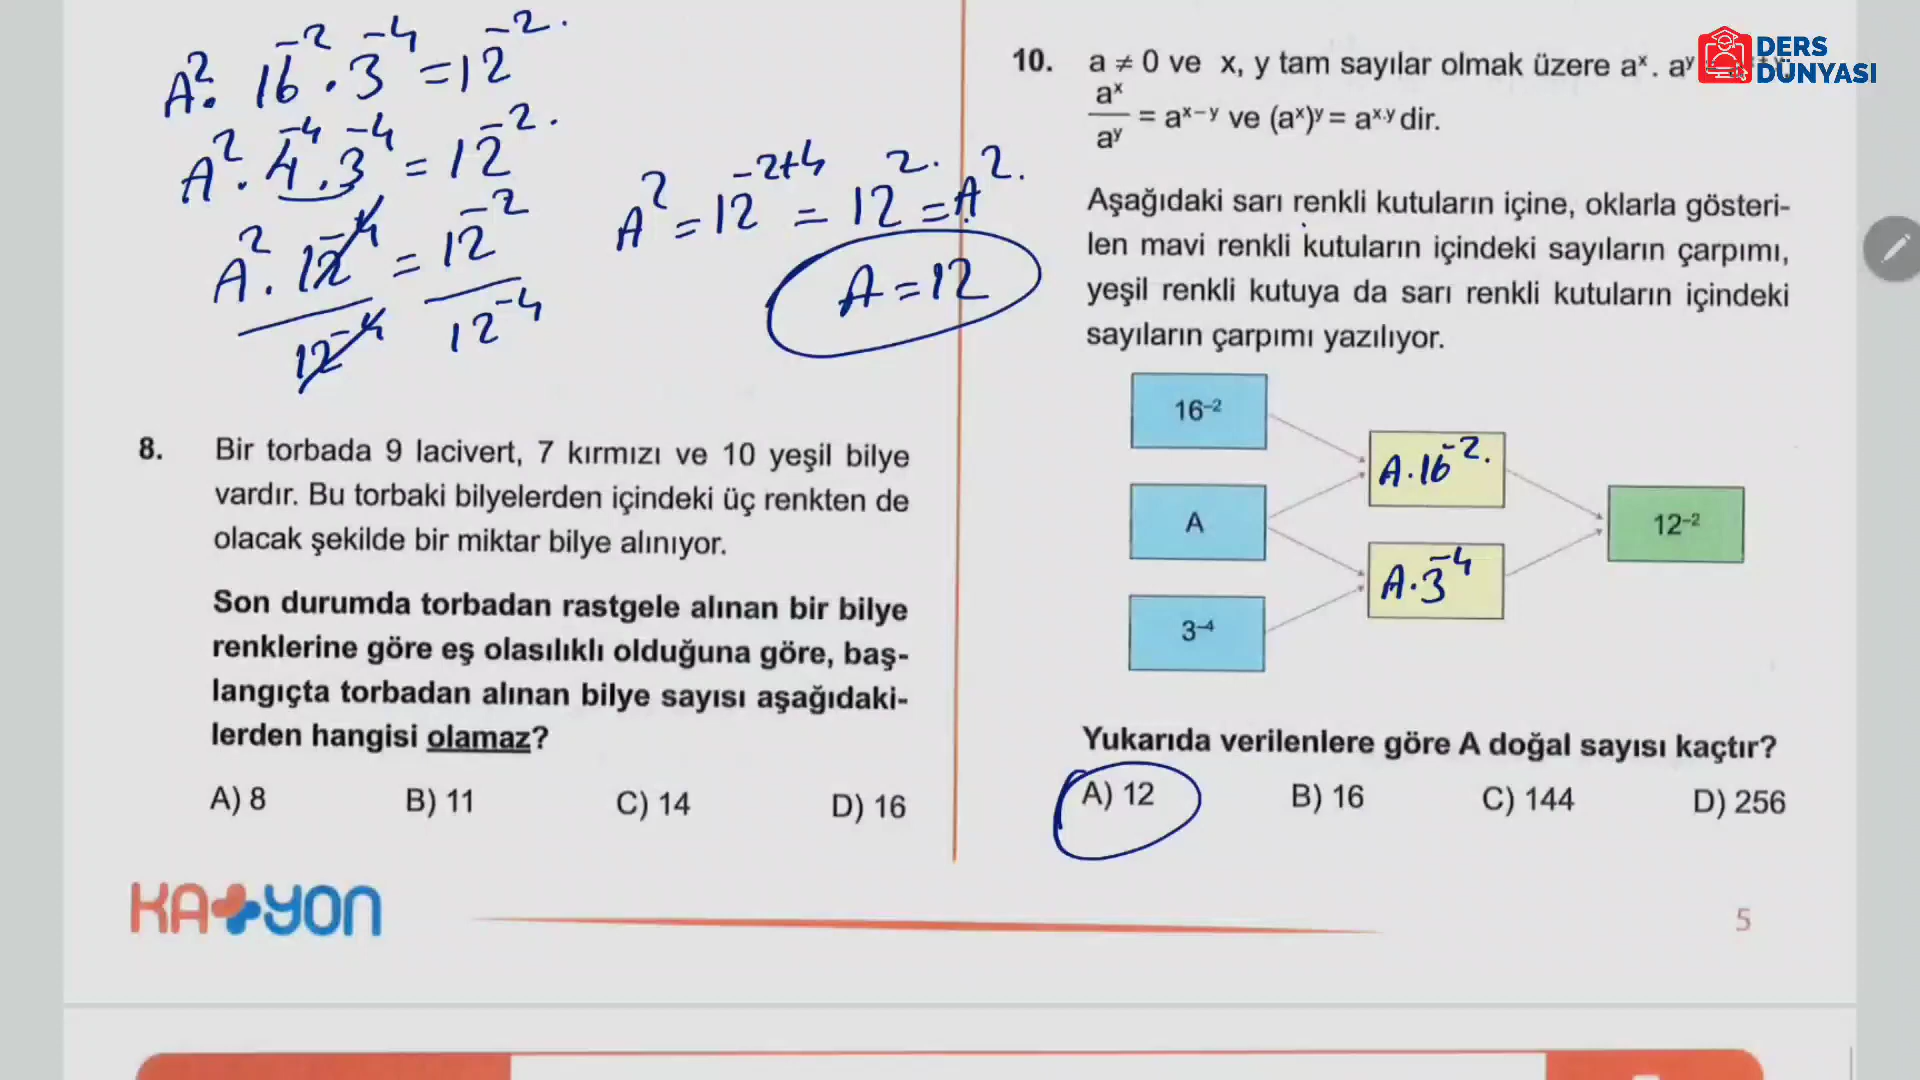 A². 16⁻² . 3⁻⁴ = 12⁻².
A² . 4⁻⁴ . 3⁻⁴ = 12⁻².
A² . 12⁻⁴ = 12⁻²
12⁻⁴ 12⁻⁴
A² = 12⁻²⁺⁴ = 12². = A².
A = 12
8. Bir torbada 9 lacivert, 7 kırmızı ve 10 yeşil bilye
vardır. Bu torbaki bilyelerden içindeki üç renkten de
olacak şekilde bir miktar bilye alınıyor.
Son durumda torbadan rastgele alınan bir bilye
renklerine göre eş olasılıklı olduğuna göre, baş-
langıçta torbadan alınan bilye sayısı aşağıdaki-
lerden hangisi olamaz?
A) 8 B) 11 C) 14 D) 16
DERS
DÜNYASI
10. a ≠ 0 ve x, y tam sayılar olmak üzere aˣ . aʸ
aˣ
aʸ
= aˣ⁻ʸ ve (aˣ)ʸ = aˣ·ʸ dir.
Aşağıdaki sarı renkli kutuların içine, oklarla gösteri-
len mavi renkli kutuların içindeki sayıların çarpımı,
yeşil renkli kutuya da sarı renkli kutuların içindeki
sayıların çarpımı yazılıyor.
16⁻²
A . 16⁻².
A
12⁻²
A . 3⁻⁴
3⁻⁴
Yukarıda verilenlere göre A doğal sayısı kaçtır?
A) 12 B) 16 C) 144 D) 256
KATYON
5